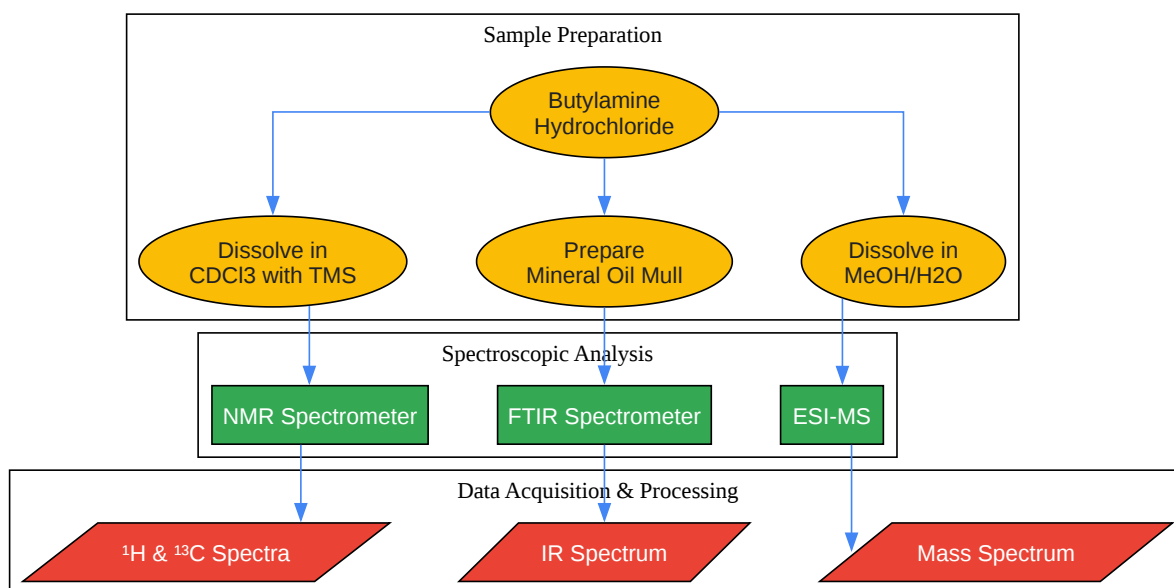 Sample Preparation
Butylamine
Hydrochloride
Dissolve in
CDCl3 with TMS
Prepare
Mineral Oil Mull
Dissolve in
MeOH/H2O
Spectroscopic Analysis
NMR Spectrometer
FTIR Spectrometer
ESI-MS
Data Acquisition & Processing
¹H & ¹³C Spectra
IR Spectrum
Mass Spectrum